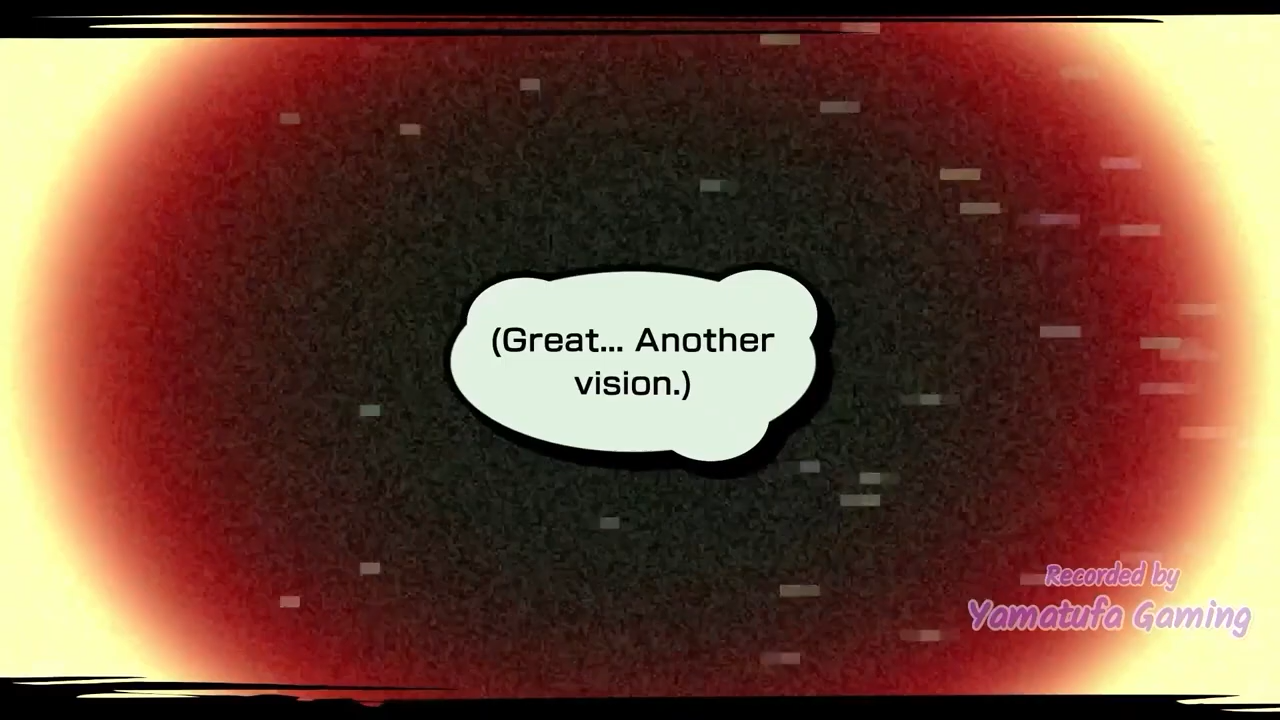 (Great... Another
vision.)
Recorded by
Yamatufa Gaming